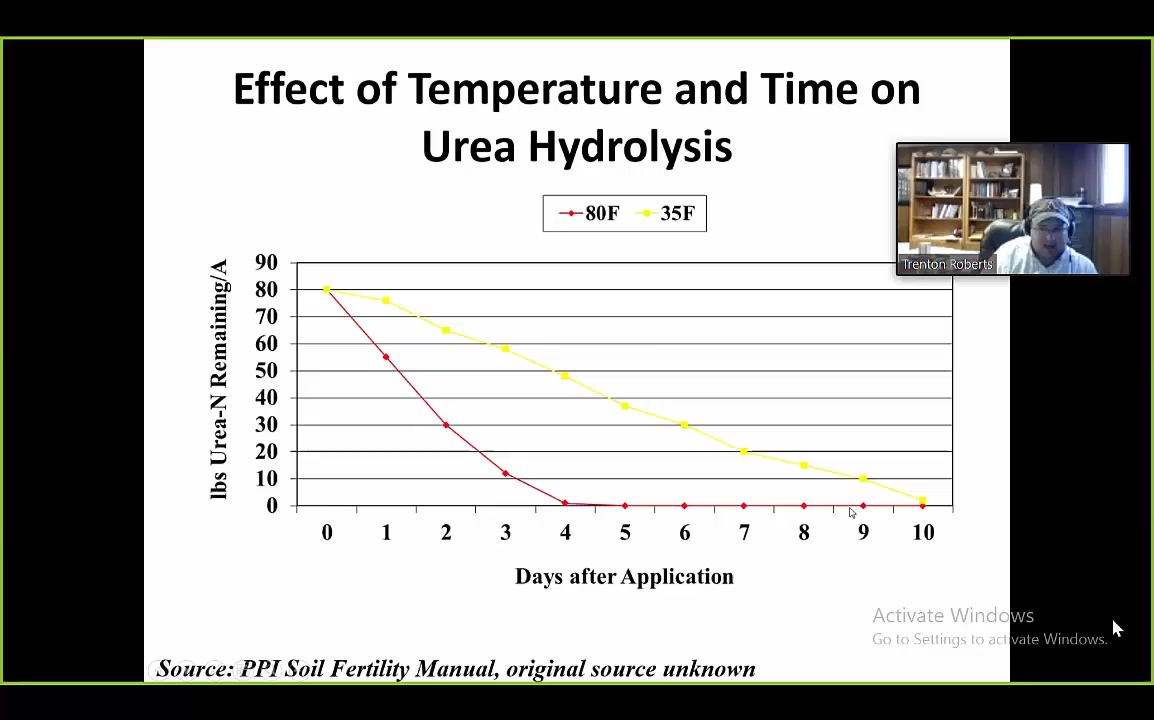 Effect of Temperature and Time on
Urea Hydrolysis
80F 35F
Trenton Roberts
lbs Urea-N Remaining/A
90
80
70
60
50
40
30
20
10
0
0 1 2 3 4 5 6 7 8 9 10
Days after Application
Activate Windows
Go to Settings to activate Windows.
Source: PPI Soil Fertility Manual, original source unknown